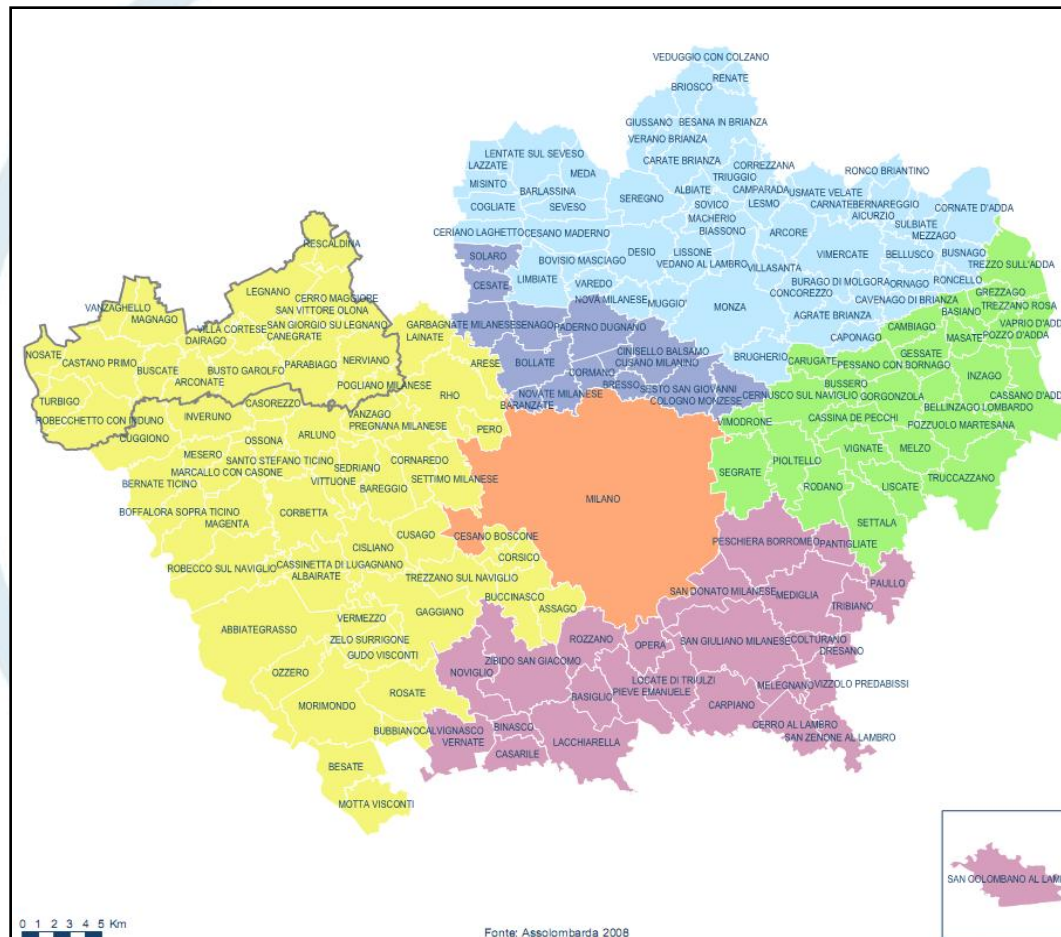 VEDUGGIO CON COLZANO
RENATE
BRIOSCO
GIUSSANO
BESANA IN BRIANZA
VERANO BRIANZA
LENTATE SUL SEVESO
CARATE BRIANZA
CORREZZANA
LAZZATE
MEDA
TRIUGGIO
RONCO BRIANTINO
MISINTO
BARLASSINA
ALBIATE
CAMPARADA
USMATE VELATE
SEREGNO
COGLIATE
SEVESO
SOVICO
LESMO
CARNATE
BERNAREGGIO
CORNATE D'ADDA
MACHERIO
AICURZIO
SULBIATE
CERIANO LAGHETTO
CESANO MADERNO
BIASSONO
ARCORE
MEZZAGO
RESCALDINA
SOLARO
DESIO
LISSONE
VIMERCATE
BELLUSCO
BUSNAGO
BOVISIO MASCIAGO
VEDANO AL LAMBRO
VILLASANTA
TREZZO SULL'ADDA
CESATE
LIMBIATE
VAREDO
BURAGO DI MOLGORA
ORNAGO
RONCELLO
LEGNANO
CERRO MAGGIORE
NOVA MILANESE
MUGGIO'
MONZA
CONCOREZZO
CAVENAGO DI BRIANZA
GREZZAGO
VANZAGHELLO
SAN VITTORE OLONA
TREZZANO ROSA
MAGNAGO
VILLA CORTESE
SAN GIORGIO SU LEGNANO
GARBAGNATE MILANESE
SENAGO
PADERNO DUGNANO
AGRATE BRIANZA
BASIANO
VAPRIO D'ADDA
DAIRAGO
CANEGRATE
LAINATE
CAPONAGO
CAMBIAGO
MASATE
POZZO D'ADDA
NOSATE
CASTANO PRIMO
BUSCATE
BUSTO GAROLFO
PARABIAGO
NERVIANO
ARESE
BOLLATE
CORMANO
CINISELLO BALSAMO
CUSANO MILANINO
BRUGHERIO
CARUGATE
GESSATE
PESSANO CON BORNAGO
ARCONATE
POGLIANO MILANESE
BRESSO
SESTO SAN GIOVANNI
BUSSERO
INZAGO
TURBIGO
RHO
NOVATE MILANESE
COLOGNO MONZESE
CERNUSCO SUL NAVIGLIO
GORGONZOLA
CASSANO D'ADD
ROBECCHETTO CON INDUNO
CASOREZZO
BARANZATE
BELLINZAGO LOMBARDO
INVERUNO
VANZAGO
PREGNANA MILANESE
PERO
VIMODRONE
CASSINA DE PECCHI
POZZUOLO MARTESANA
CUGGIONO
OSSONA
ARLUNO
VIGNATE
MELZO
MESERO
SANTO STEFANO TICINO
CORNAREDO
PIOLTELLO
MARCALLO CON CASONE
SEDRIANO
SEGRATE
BERNATE TICINO
VITTUONE
SETTIMO MILANESE
TRUCCAZZANO
BAREGGIO
RODANO
LISCATE
MILANO
BOFFALORA SOPRA TICINO
CORBETTA
MAGENTA
SETTALA
CUSAGO
CESANO BOSCONE
PESCHIERA BORROMEO
PANTIGLIATE
CISLIANO
CORSICO
ROBECCO SUL NAVIGLIO
CASSINETTA DI LUGAGNANO
ALBAIRATE
TREZZANO SUL NAVIGLIO
PAULLO
BUCCINASCO
SAN DONATO MILANESE
MEDIGLIA
TRIBIANO
GAGGIANO
ASSAGO
ABBIATEGRASSO
VERMEZZO
ZELO SURRIGONE
ROZZANO
OPERA
SAN GIULIANO MILANESE
COLTURANO
DRESANO
GUDO VISCONTI
ZIBIDO SAN GIACOMO
OZZERO
NOVIGLIO
LOCATE DI TRIULZI
MELEGNANO
VIZZOLO PREDABISSI
ROSATE
BASIGLIO
PIEVE EMANUELE
MORIMONDO
CARPIANO
BUBBIANO
CALVIGNASCO
BINASCO
CERRO AL LAMBRO
VERNATE
LACCHIARELLA
SAN ZENONE AL LAMBRO
CASARILE
BESATE
MOTTA VISCONTI
SAN COLOMBANO AL LAM
0 1 2 3 4 5 Km
Fonte: Assolombarda 2008